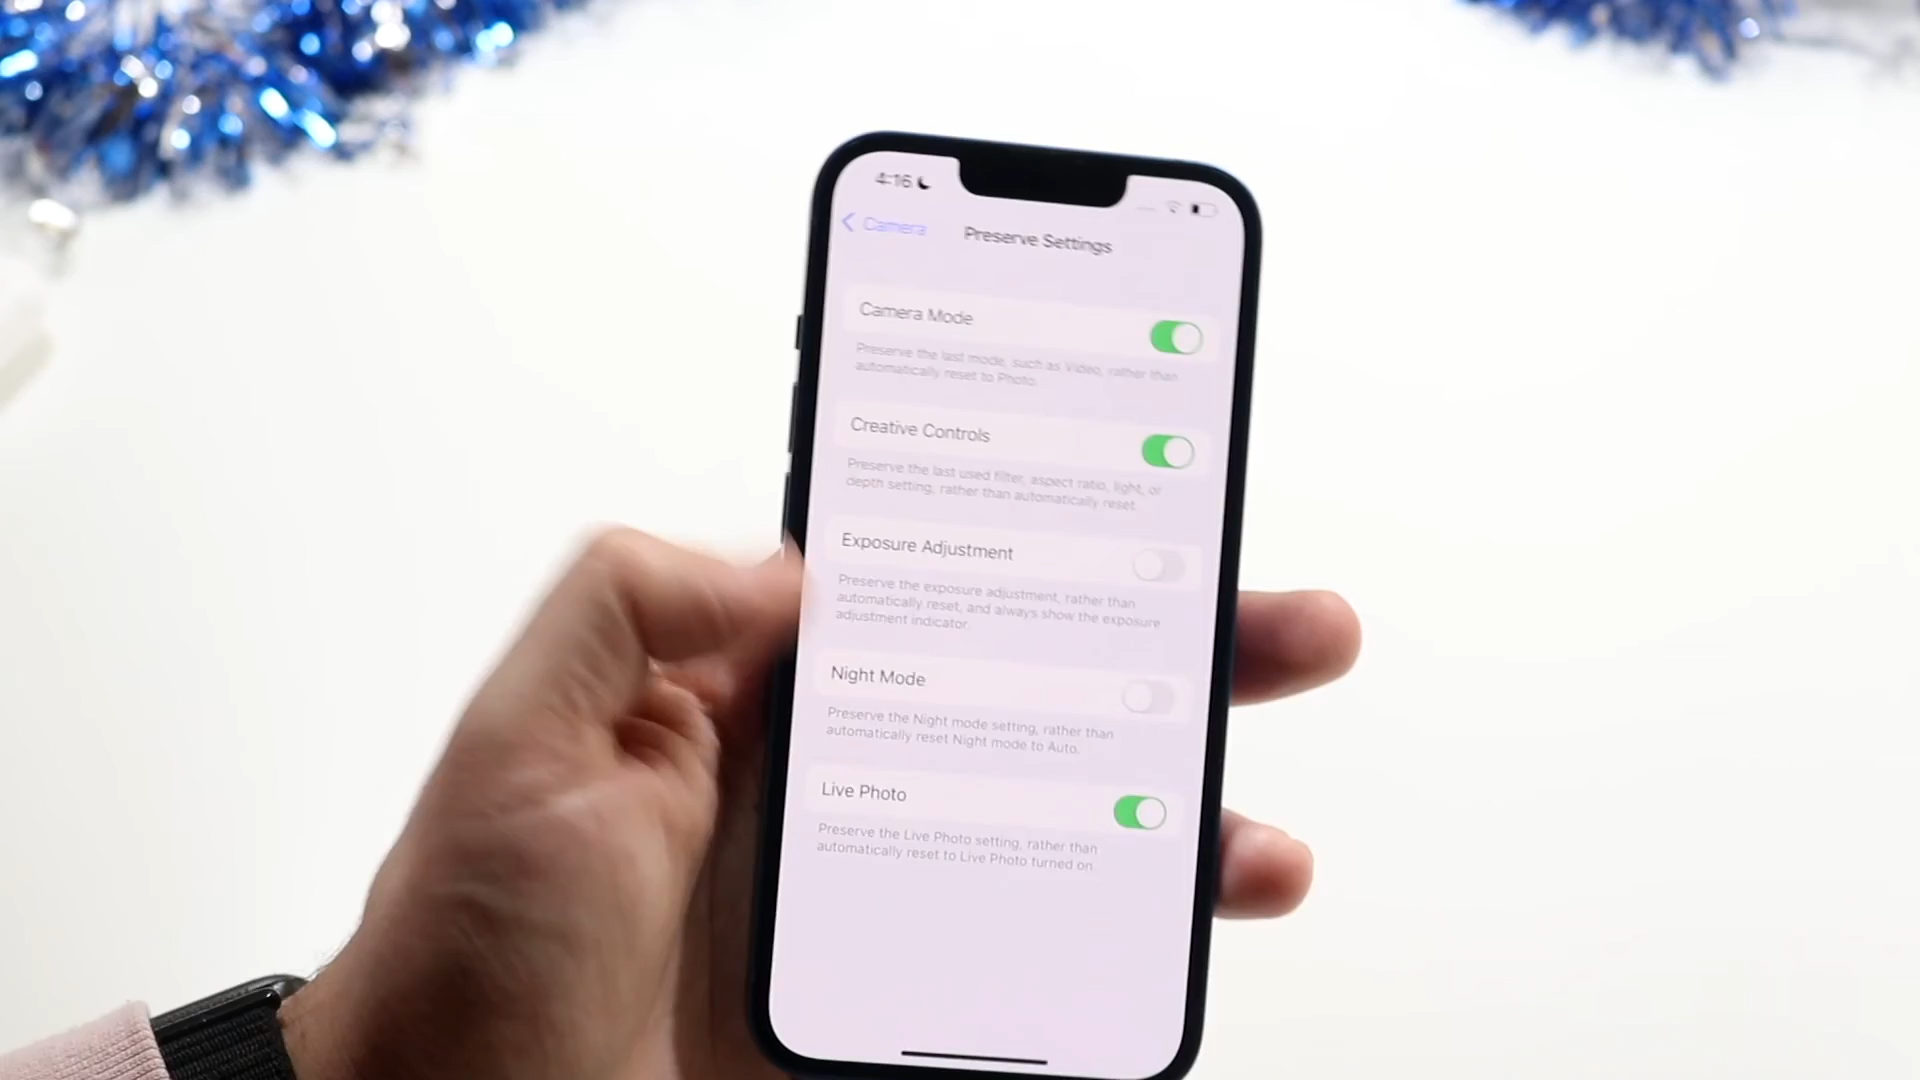 4:16
Camera
Preserve Settings
Camera Mode
Preserve the last mode, such as Video, rather than
automatically reset to Photo.
Creative Controls
Preserve the last used filter, aspect ratio, light, or
depth setting, rather than automatically reset.
Exposure Adjustment
Preserve the exposure adjustment, rather than
automatically reset, and always show the exposure
adjustment indicator.
Night Mode
Preserve the Night mode setting, rather than
automatically reset Night mode to Auto.
Live Photo
Preserve the Live Photo setting, rather than
automatically reset to Live Photo turned on.